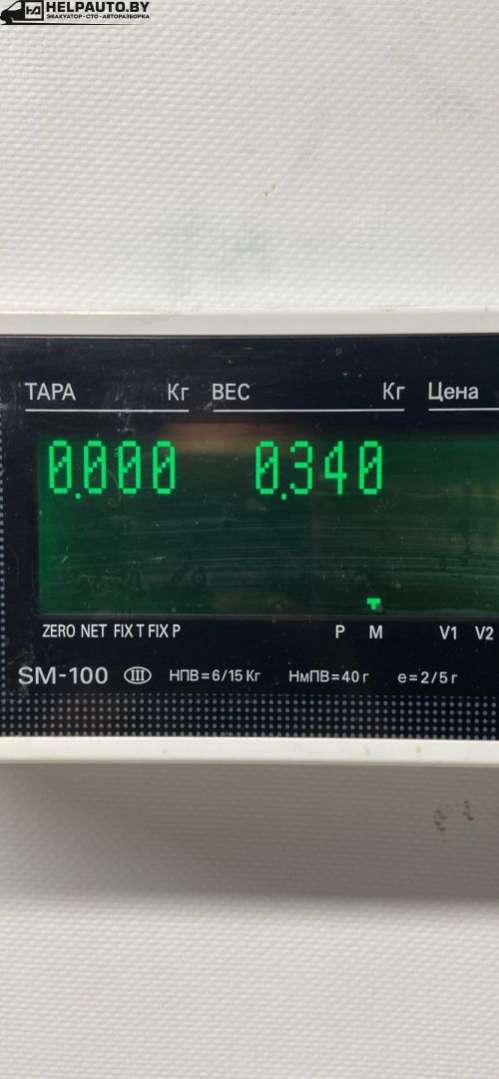 HELPAUTO.BY
ЭВАКУАТОР-СТО-АВТОРАЗБОРКА
ТАРА Кг ВЕС Кг Цена
0.000 0.340
ZERO NET FIX T FIX P P M V1 V2
SM-100 III НПВ=6/15 Кг НмПВ=40 г e=2/5 г